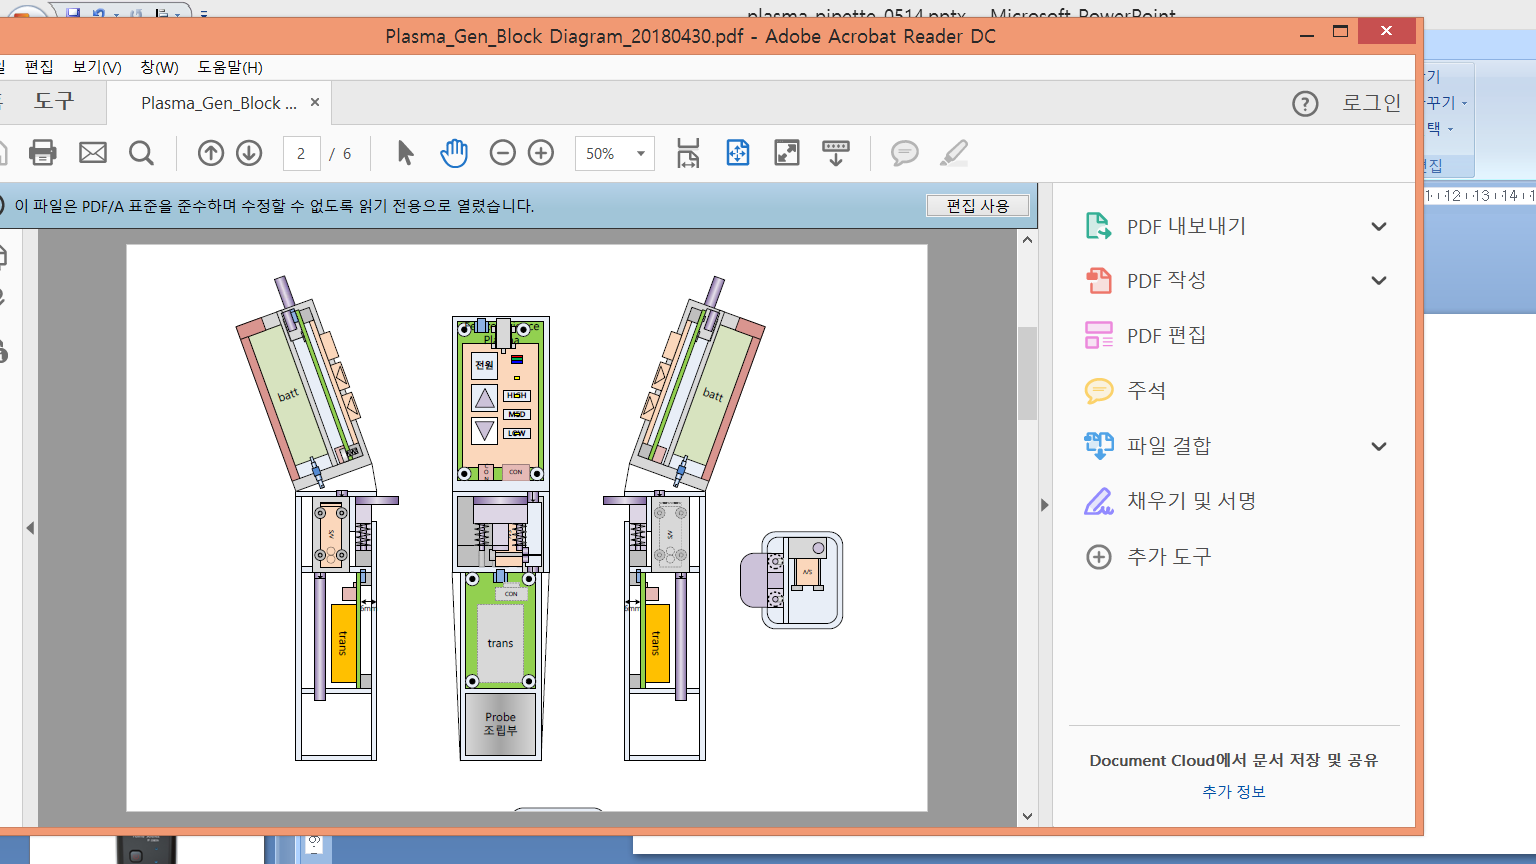 plasma_pipette_0514.pptx - Microsoft PowerPoint
Plasma_Gen_Block Diagram_20180430.pdf - Adobe Acrobat Reader DC
편집 보기(V) 창(W) 도움말(H)
도구 Plasma_Gen_Block ... 로그인
2 / 6 50%
이 파일은 PDF/A 표준을 준수하며 수정할 수 없도록 읽기 전용으로 열렸습니다. 편집 사용
PDF 내보내기
PDF 작성
PDF 편집
주석
파일 결합
채우기 및 서명
추가 도구
Document Cloud에서 문서 저장 및 공유
추가 정보
12 13 14
batt
전원
HIGH
MID
LOW
CON
CON
batt
S/V
A/S
A/S
CON
6mm
6mm
trans
trans
trans
Probe
조립부